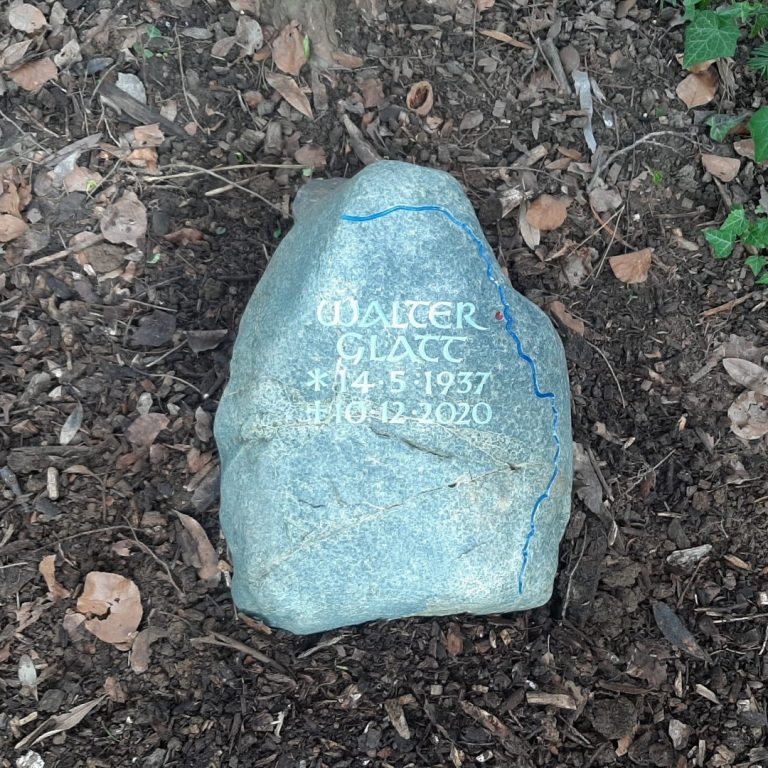 WALTER
GLATT
* 14·5·1937
+ 10·12·2020